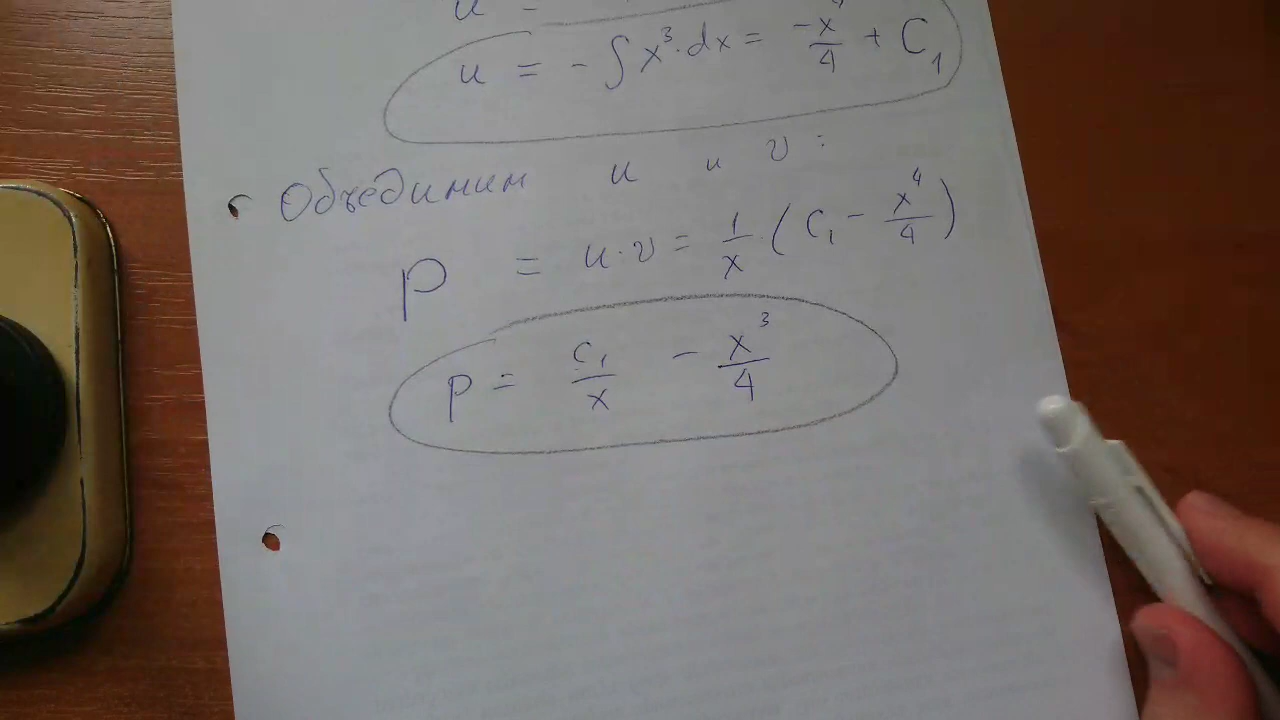 u =
u = - ∫ x³·dx = -x⁴/4 + C₁
Объединим u и v:
p = u·v = 1/x · (C₁ - x⁴/4)
p = C₁/x - x³/4